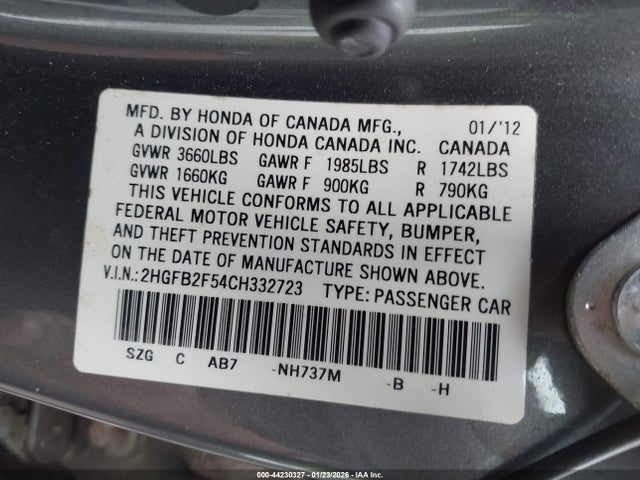 MFD. BY HONDA OF CANADA MFG., 01/'12
A DIVISION OF HONDA CANADA INC. CANADA
GVWR 3660LBS GAWR F 1985LBS R 1742LBS
GVWR 1660KG GAWR F 900KG R 790KG
THIS VEHICLE CONFORMS TO ALL APPLICABLE
FEDERAL MOTOR VEHICLE SAFETY, BUMPER,
AND THEFT PREVENTION STANDARDS IN EFFECT
ON THE DATE OF MANUFACTURE SHOWN ABOVE.
V.I.N.:2HGFB2F54CH332723 TYPE:PASSENGER CAR
SZG C AB7 -NH737M -B -H
000-44230327 | 01/23/2026 - IAA Inc.